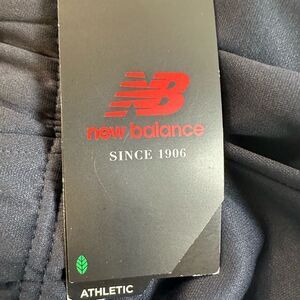 NB
new balance
SINCE 1906
ATHLETIC